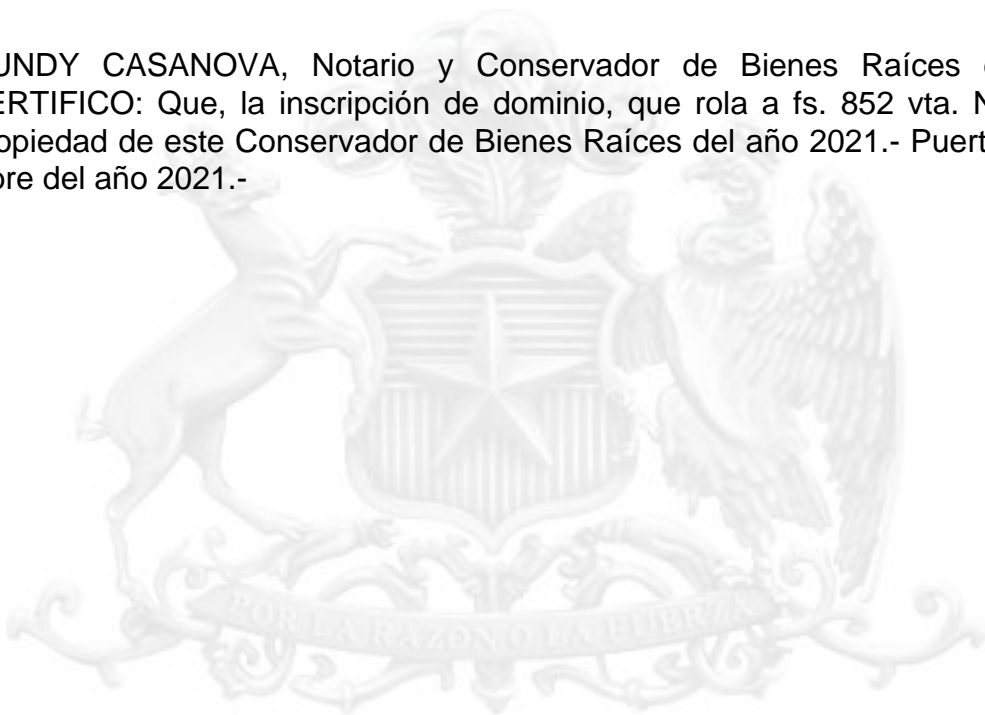 UNDY CASANOVA, Notario y Conservador de Bienes Raíces
ERTIFICO: Que, la inscripción de dominio, que rola a fs. 852 vta. N
opiedad de este Conservador de Bienes Raíces del año 2021.- Puert
bre del año 2021.-
POR LA RAZON O LA FUERZA